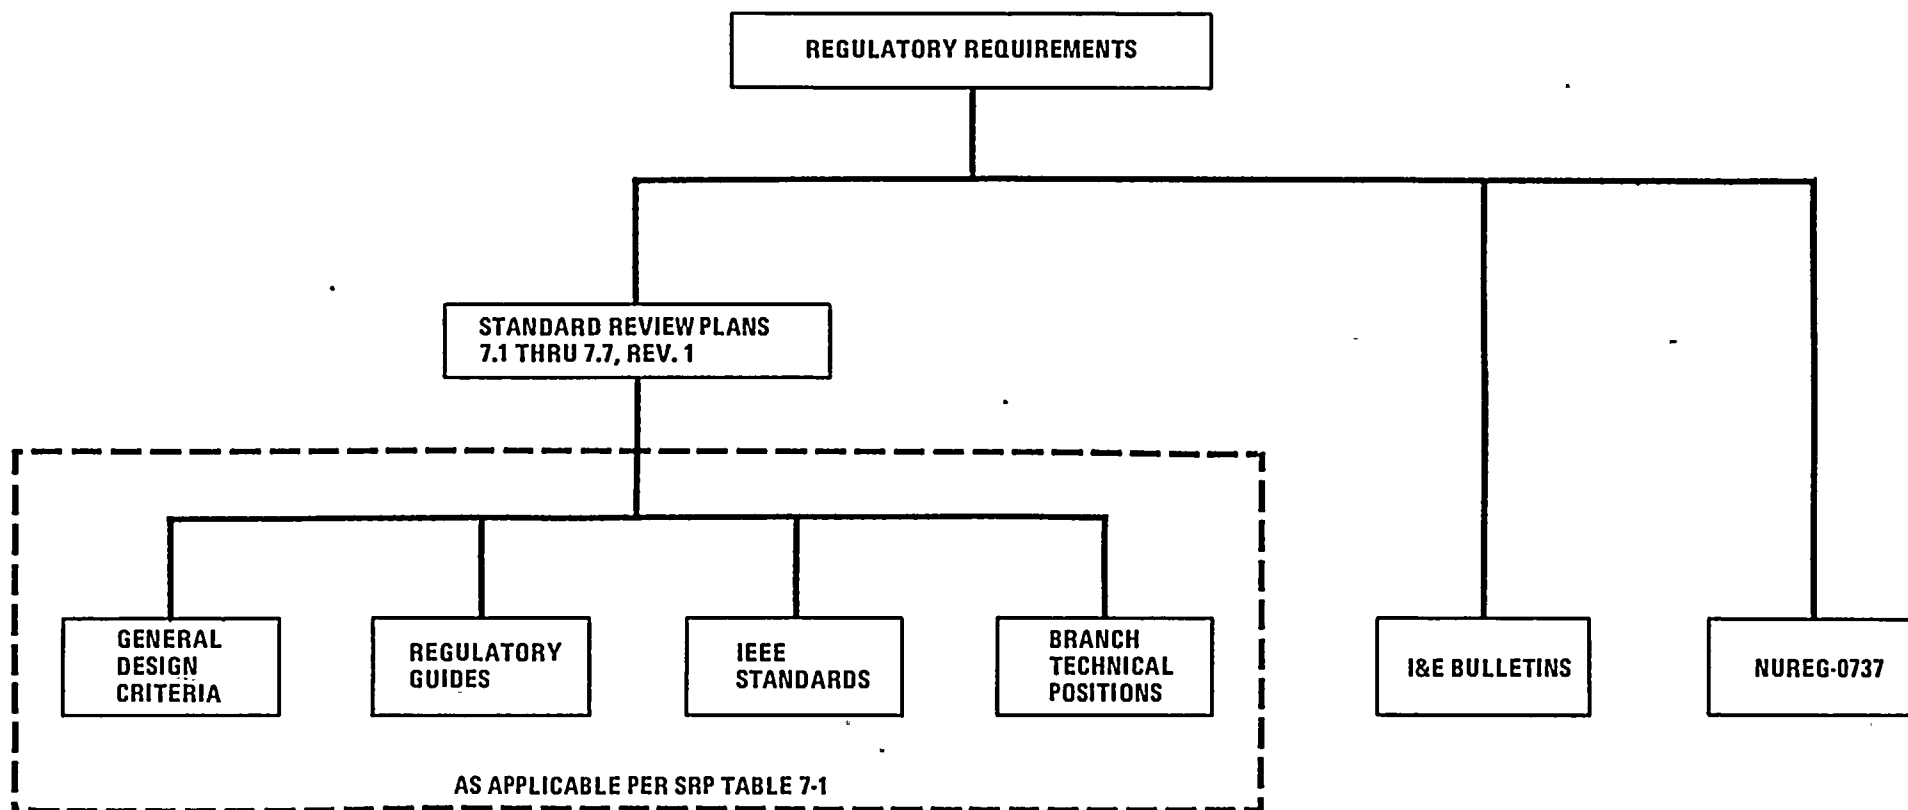 REGULATORY REQUIREMENTS
STANDARD REVIEW PLANS
7.1 THRU 7.7, REV. 1
GENERAL
DESIGN
CRITERIA
REGULATORY
GUIDES
IEEE
STANDARDS
BRANCH
TECHNICAL
POSITIONS
I&E BULLETINS
NUREG-0737
AS APPLICABLE PER SRP TABLE 7-1